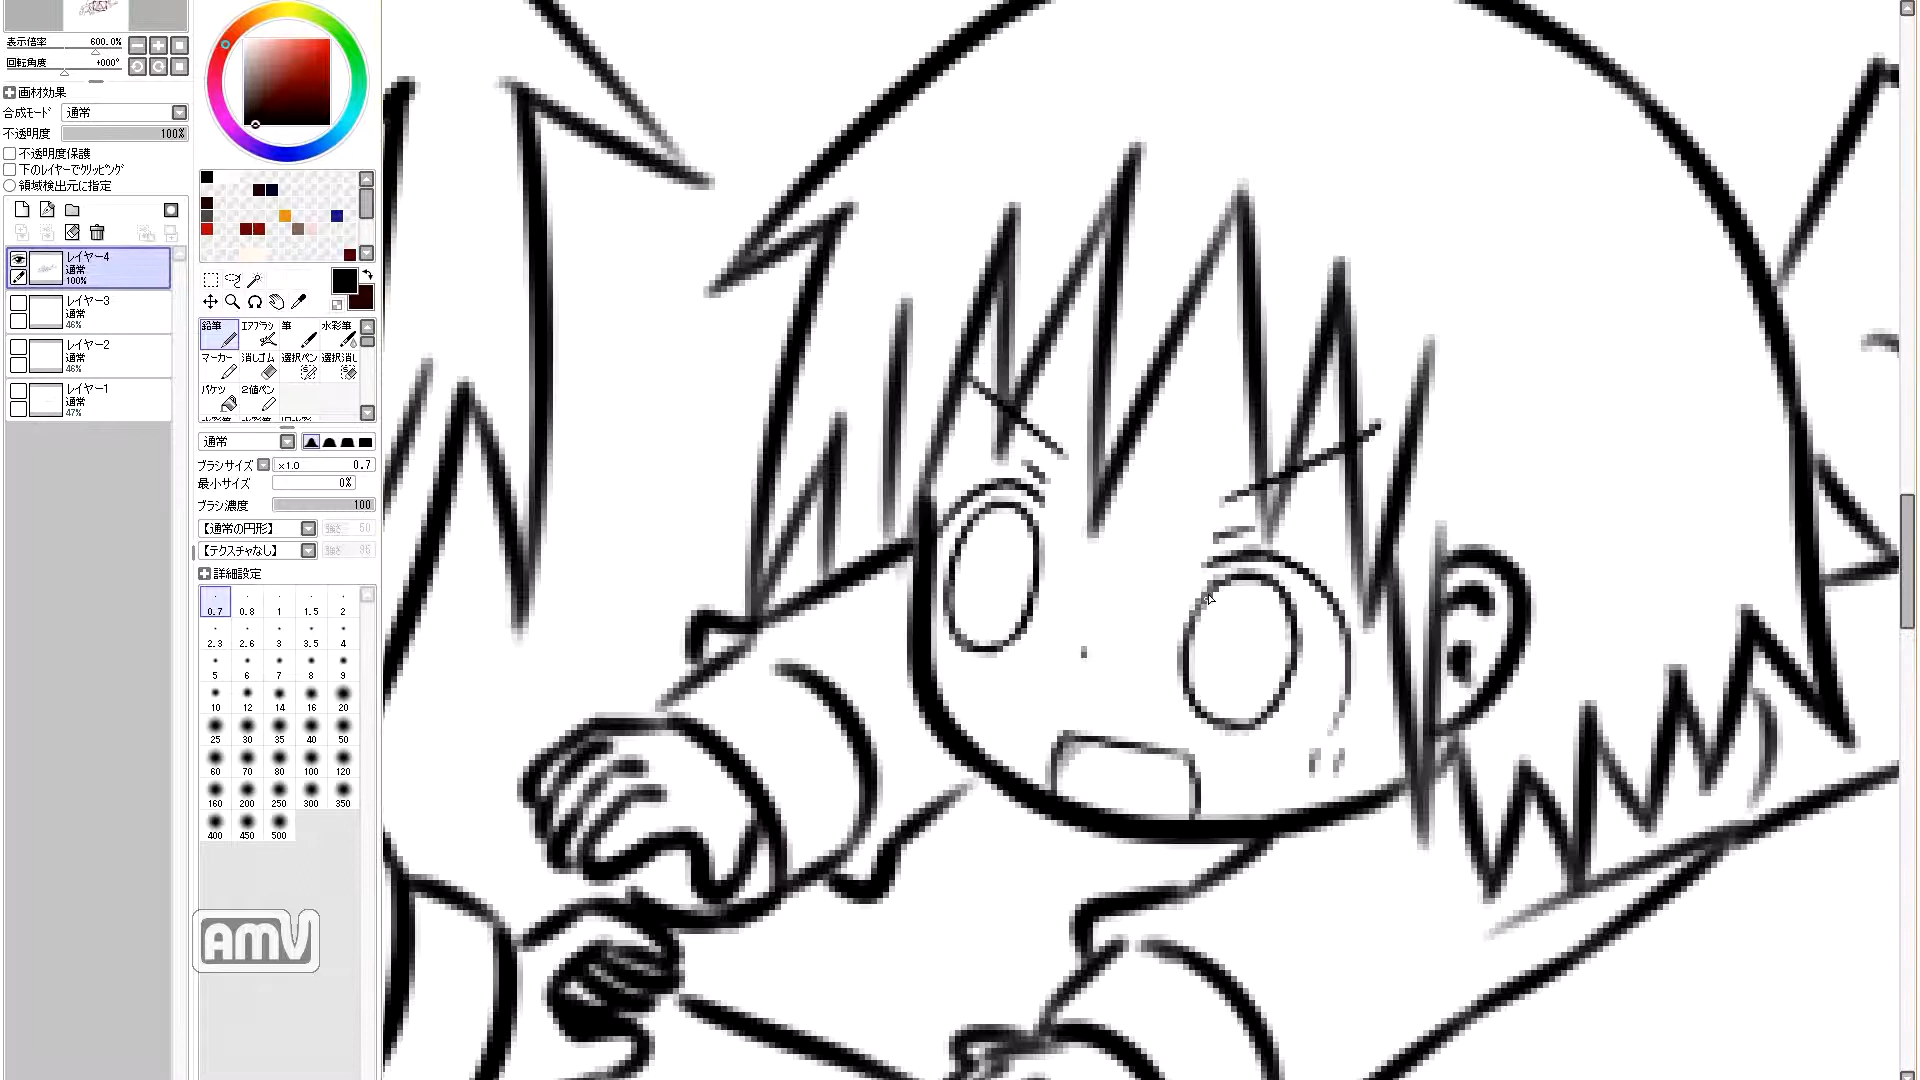 表示倍率 600.0%
回転角度 +000°
画材効果
合成ﾓｰﾄﾞ 通常
不透明度 100%
不透明度保護
下のﾚｲﾔｰでｸﾘｯﾋﾟﾝｸﾞ
領域検出元に指定
レイヤー4
通常
100%
レイヤー3
通常
46%
レイヤー2
通常
46%
レイヤー1
通常
47%
鉛筆 ｴｱﾌﾞﾗｼ 筆 水彩筆
マーカー 消しゴム 選択ペン 選択消し
バケツ 2値ペン
通常
ブラシサイズ x1.0 0.7
最小サイズ 0%
ブラシ濃度 100
【通常の円形】 強さ 50
【テクスチャなし】 強さ 95
詳細設定
0.7 0.8 1 1.5 2
2.3 2.6 3 3.5 4
5 6 7 8 9
10 12 14 16 20
25 30 35 40 50
60 70 80 100 120
160 200 250 300 350
400 450 500
AMV